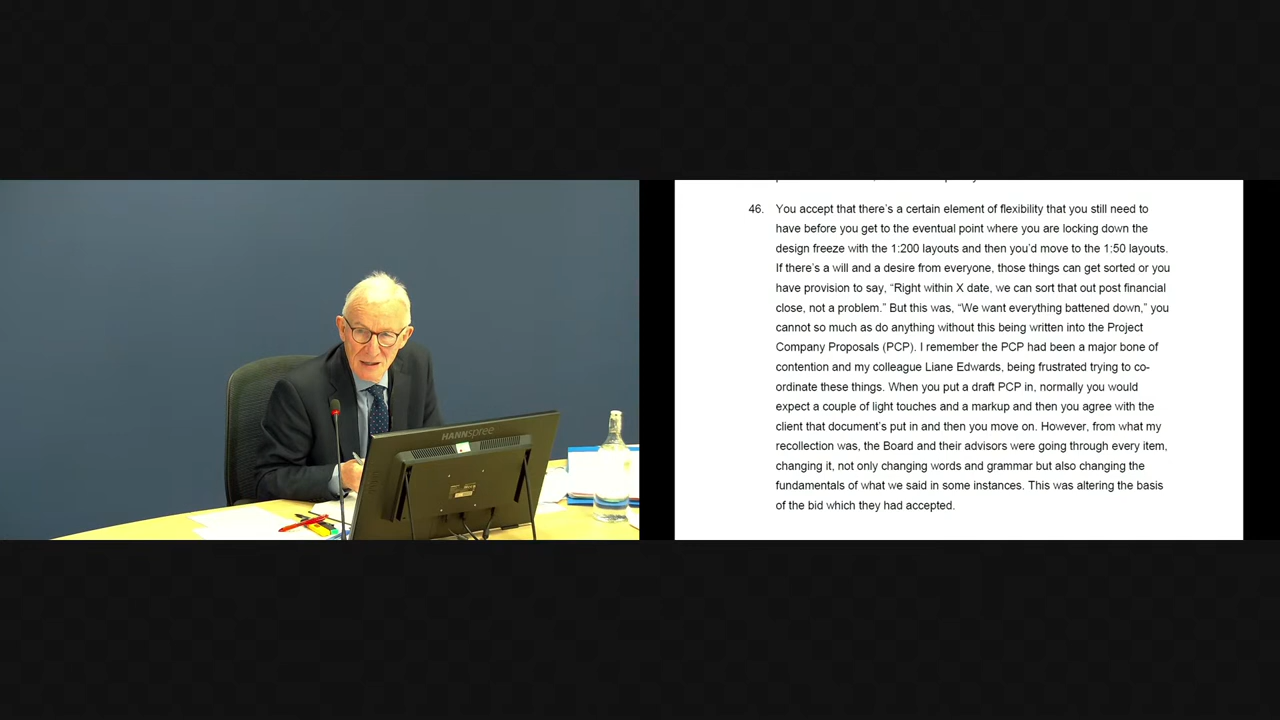 46. You accept that there's a certain element of flexibility that you still need to
have before you get to the eventual point where you are locking down the
design freeze with the 1:200 layouts and then you'd move to the 1:50 layouts.
If there's a will and a desire from everyone, those things can get sorted or you
have provision to say, “Right within X date, we can sort that out post financial
close, not a problem.” But this was, “We want everything battened down,” you
cannot so much as do anything without this being written into the Project
Company Proposals (PCP). I remember the PCP had been a major bone of
contention and my colleague Liane Edwards, being frustrated trying to co-
ordinate these things. When you put a draft PCP in, normally you would
expect a couple of light touches and a markup and then you agree with the
client that document's put in and then you move on. However, from what my
recollection was, the Board and their advisors were going through every item,
changing it, not only changing words and grammar but also changing the
fundamentals of what we said in some instances. This was altering the basis
of the bid which they had accepted.
HANNspree